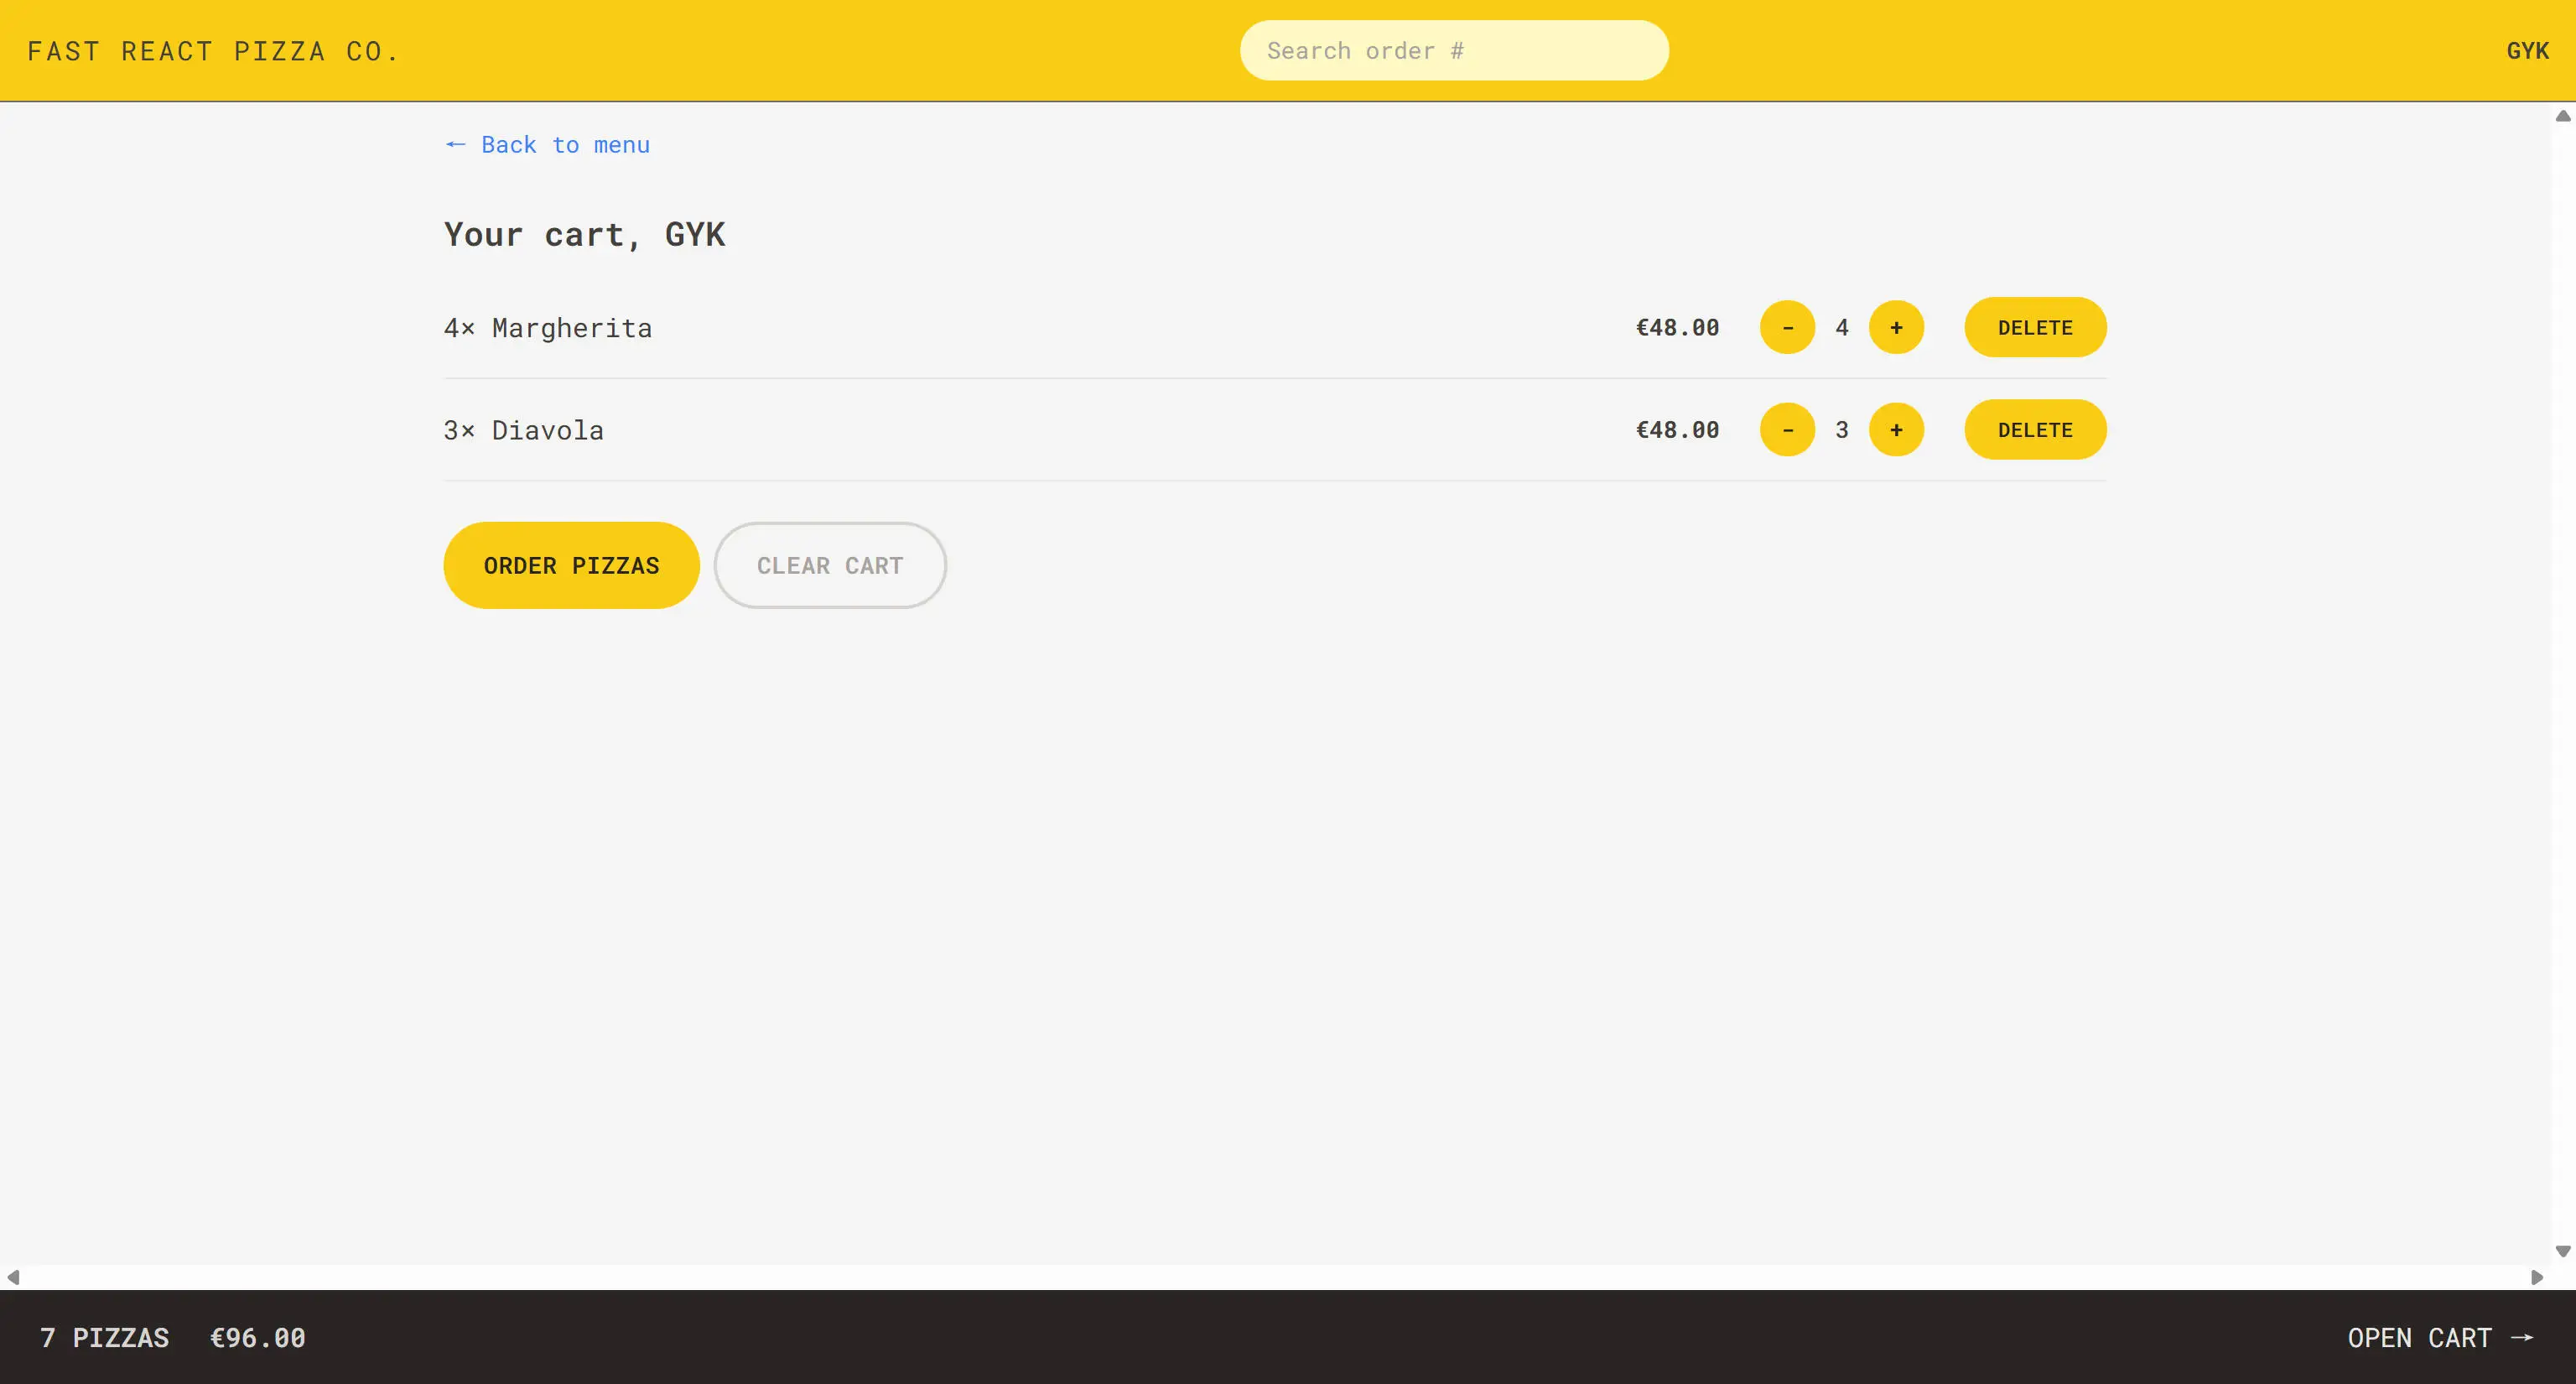 FAST REACT PIZZA CO.
Search order #
GYK
← Back to menu
Your cart, GYK
4× Margherita €48.00 - 4 + DELETE
3× Diavola €48.00 - 3 + DELETE
ORDER PIZZAS CLEAR CART
7 PIZZAS €96.00 OPEN CART →